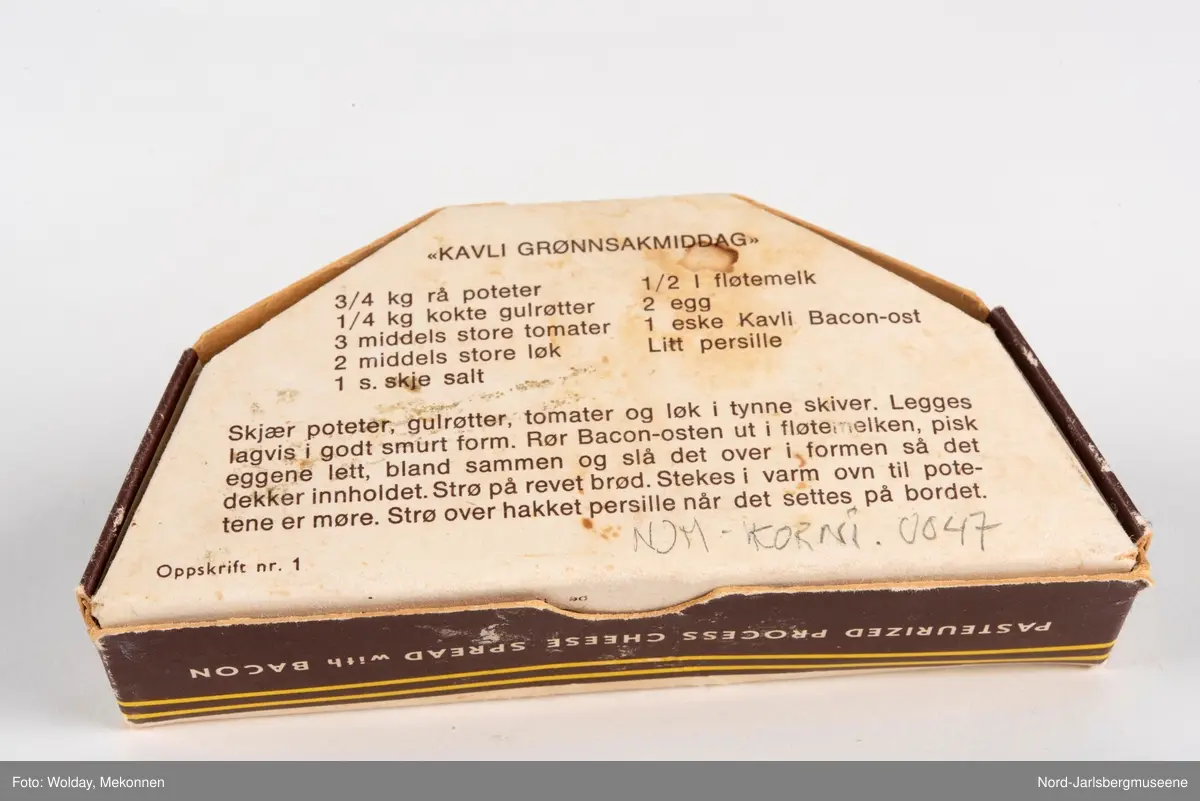 «KAVLI GRØNNSAKMIDDAG»
3/4 kg rå poteter
1/4 kg kokte gulrøtter
3 middels store tomater
2 middels store løk
1 s. skje salt
1/2 l fløtemelk
2 egg
1 eske Kavli Bacon-ost
Litt persille
Skjær poteter, gulrøtter, tomater og løk i tynne skiver. Legges
lagvis i godt smurt form. Rør Bacon-osten ut i fløtemelken, pisk
eggene lett, bland sammen og slå det over i formen så det
dekker innholdet. Strø på revet brød. Stekes i varm ovn til pote-
tene er møre. Strø over hakket persille når det settes på bordet.
NJM - KORNI. 0047
Oppskrift nr. 1
PASTEURIZED PROCESS CHEESE SPREAD with BACON
Foto: Wolday, Mekonnen
Nord-Jarlsbergmuseene